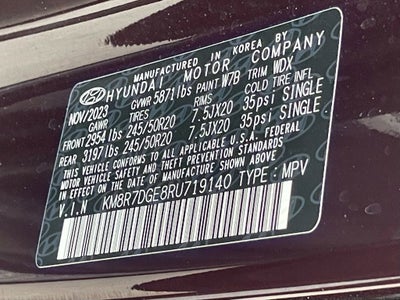 MANUFACTURED IN KOREA BY
HYUNDAI MOTOR COMPANY
NOV/2023 GVWR 5871lbs PAINT W7B TRIM WDX
GAWR TIRES RIMS COLD TIRE INFL
FRONT 2954 lbs 245/50R20 7.5JX20 35psi SINGLE
REAR 3197 lbs 245/50R20 7.5JX20 35psi SINGLE
THIS VEHICLE CONFORMS TO ALL APPLICABLE U.S.A. FEDERAL
MOTOR VEHICLE SAFETY AND THEFT PREVENTION
STANDARDS IN EFFECT ON THE DATE OF MANUFACTURE SHOWN ABOVE.
V.I.N KM8R7DGE8RU719140 TYPE : MPV